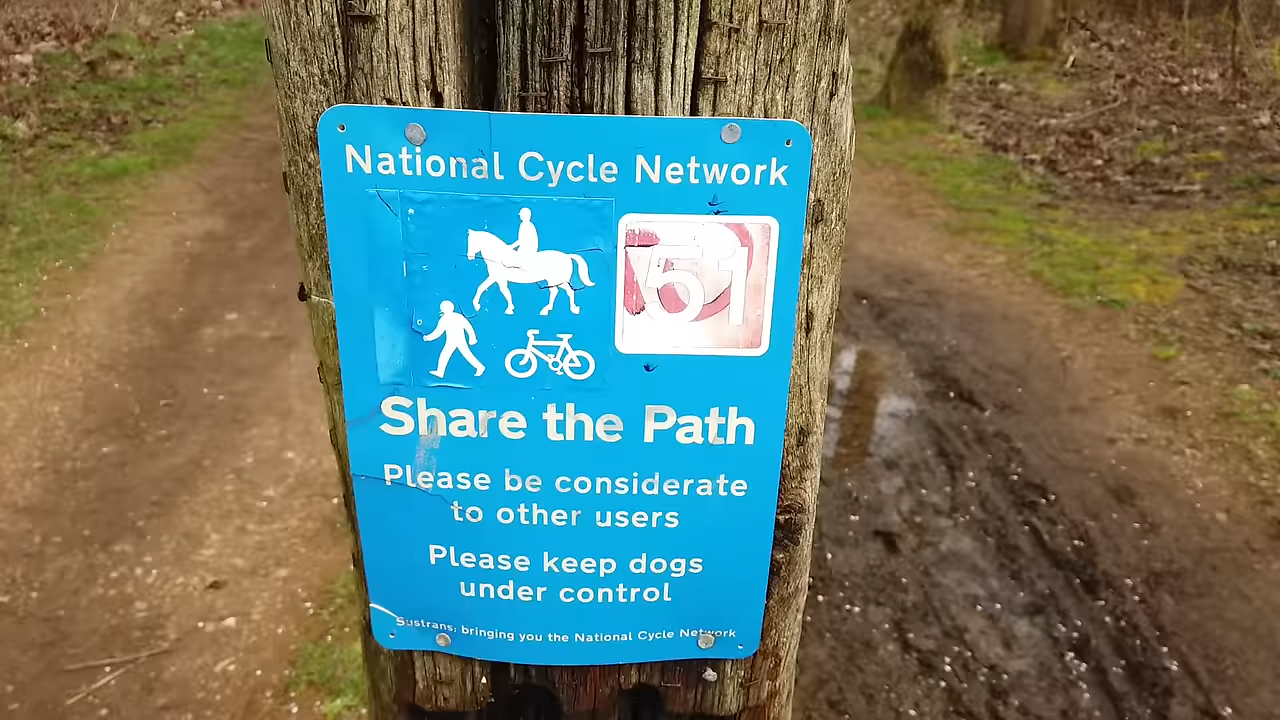 National Cycle Network
51
Share the Path
Please be considerate
to other users
Please keep dogs
under control
Sustrans: bringing you the National Cycle Network